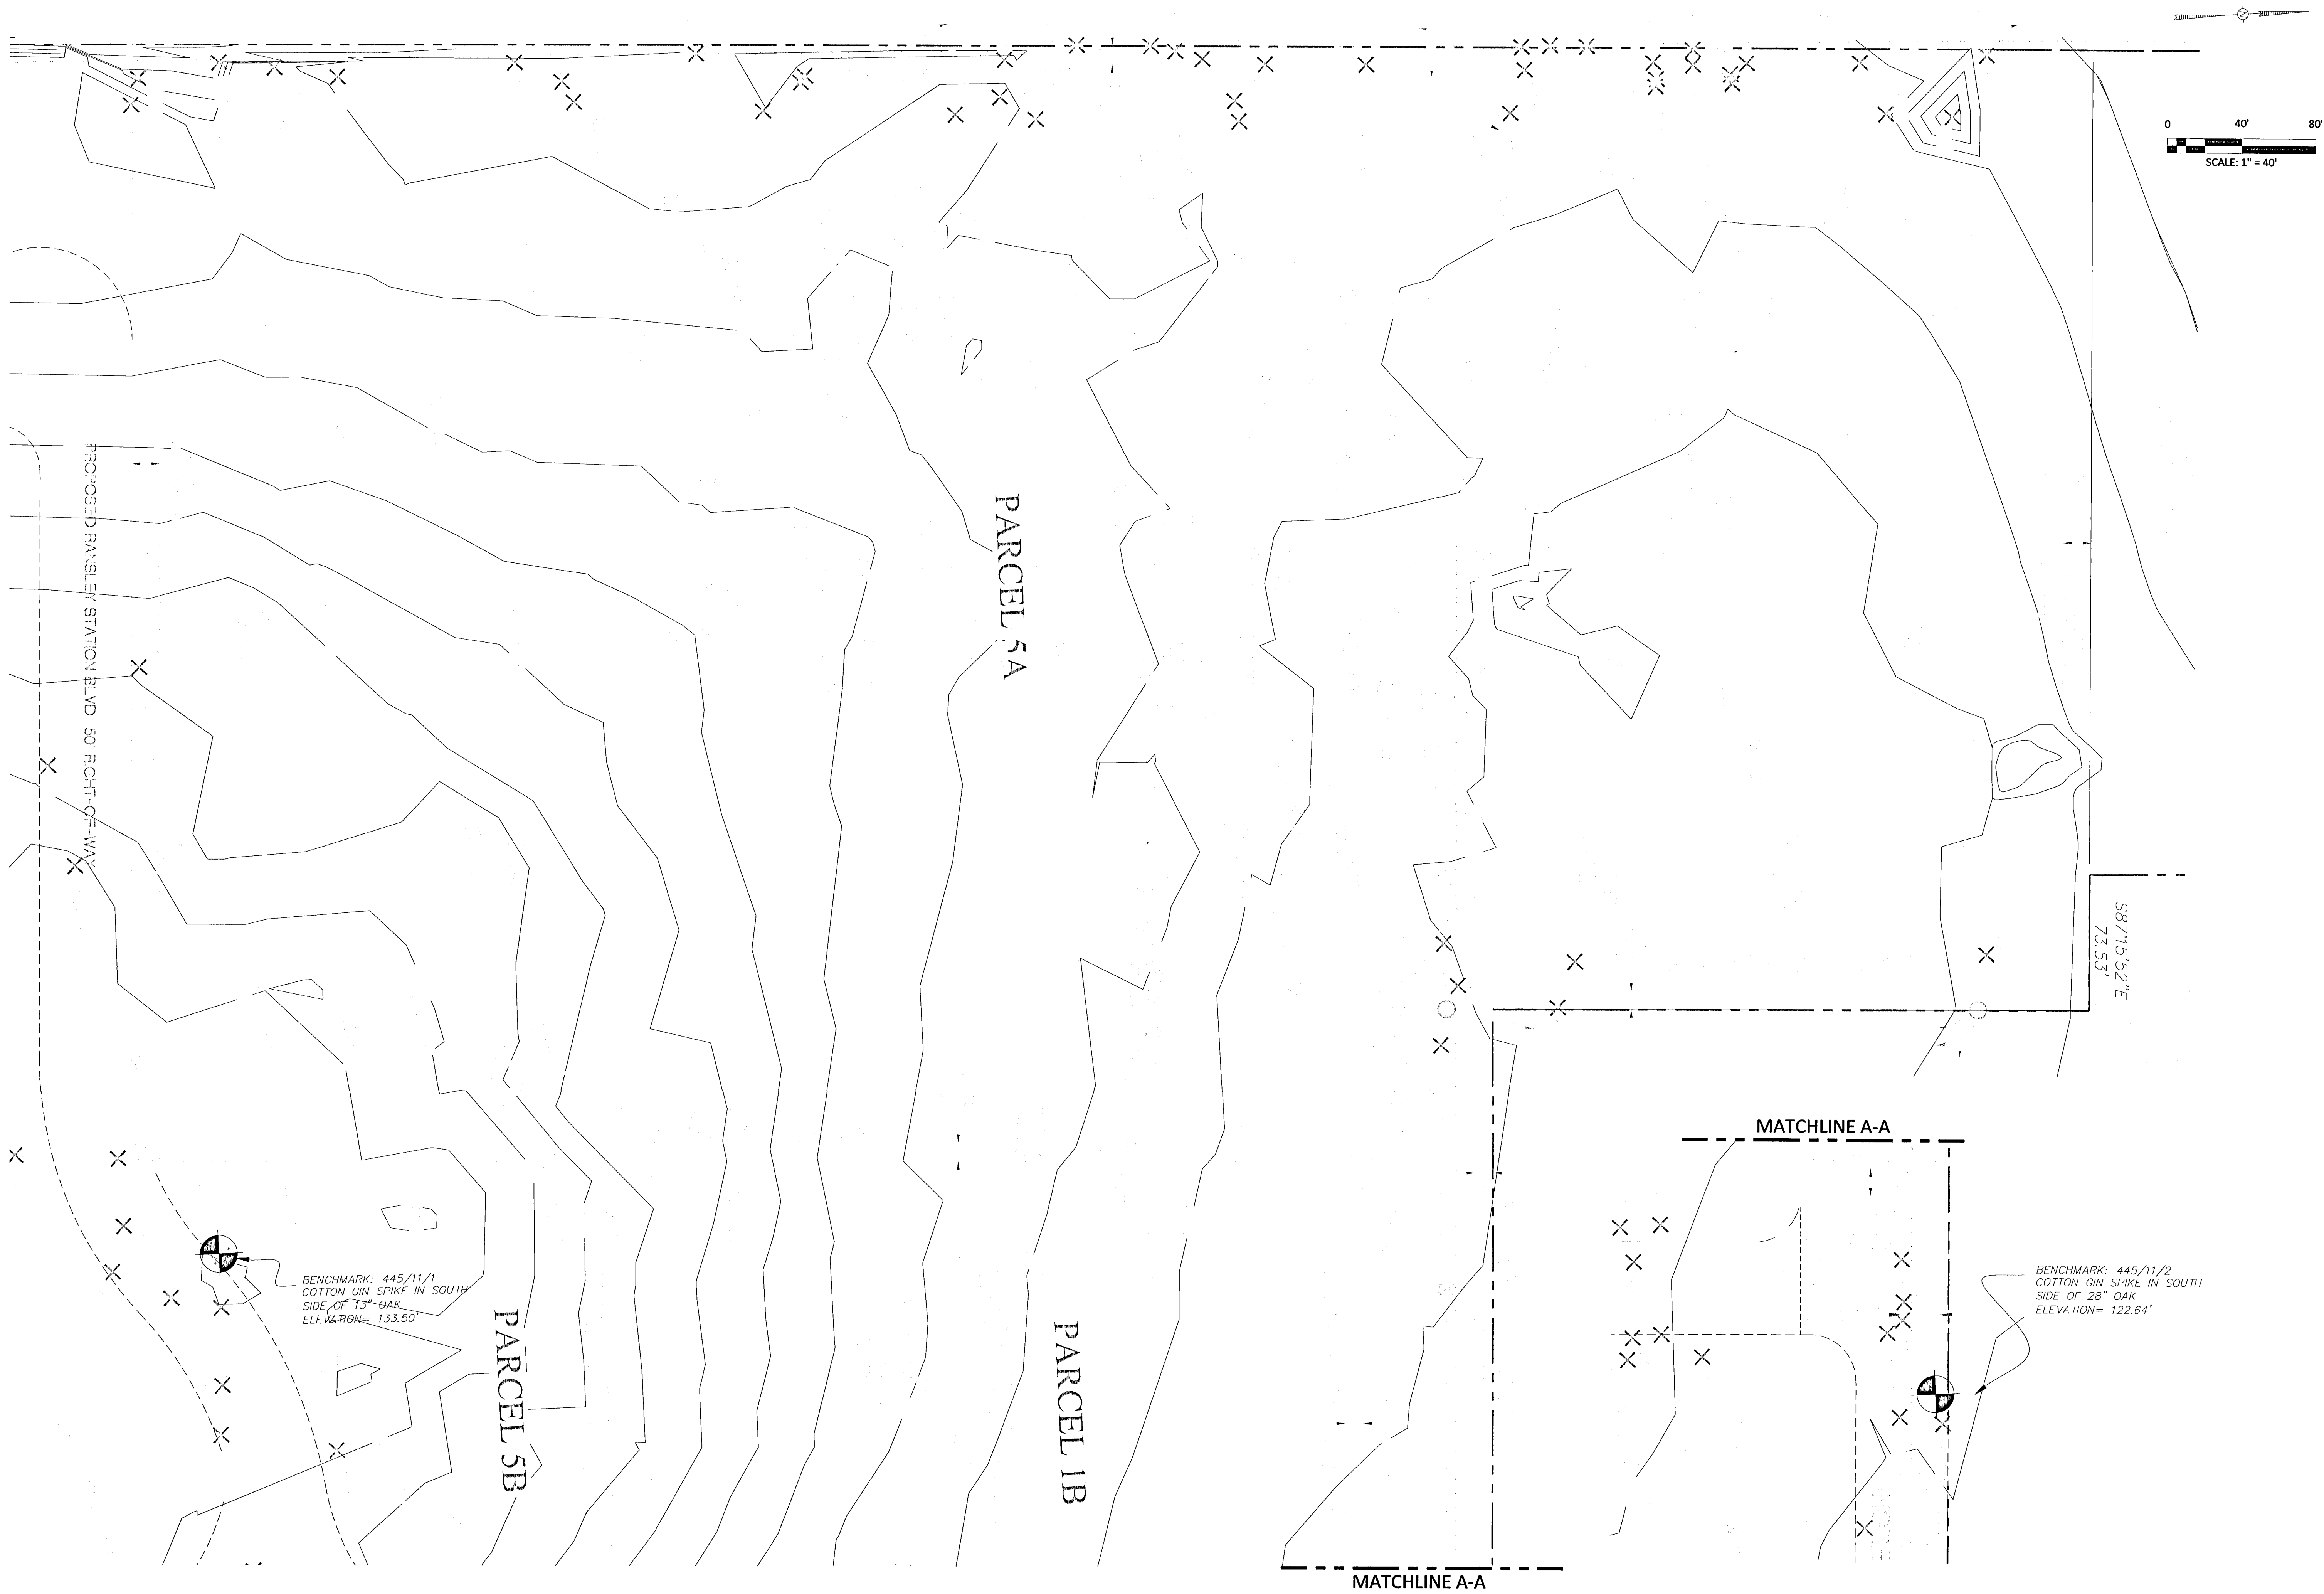 N
0 40' 80'
SCALE: 1" = 40'
PROPOSED RANSLEY STATION BLVD 50 RIGHT-OF-WAY
PARCEL 5A
S87°15'52"E
73.53'
MATCHLINE A-A
BENCHMARK: 445/11/1
COTTON GIN SPIKE IN SOUTH
SIDE OF 13" OAK
ELEVATION= 133.50'
BENCHMARK: 445/11/2
COTTON GIN SPIKE IN SOUTH
SIDE OF 28" OAK
ELEVATION= 122.64'
PARCEL 5B
PARCEL 1B
MATCHLINE A-A